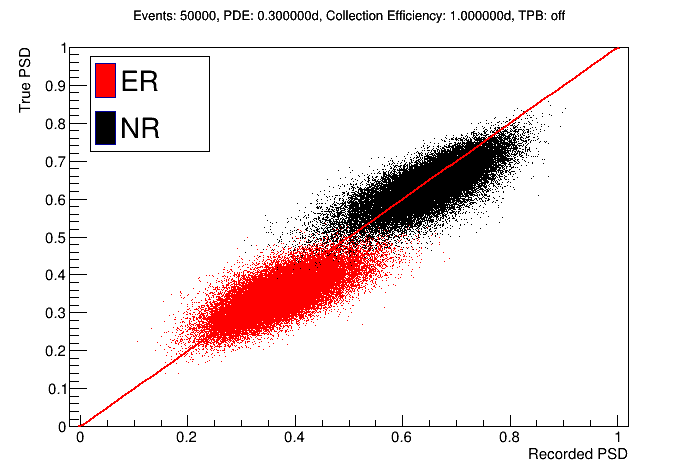 Events: 50000, PDE: 0.300000d, Collection Efficiency: 1.000000d, TPB: off
True PSD
1
0.9
0.8
0.7
0.6
0.5
0.4
0.3
0.2
0.1
0
ER
NR
0 0.2 0.4 0.6 0.8 1
Recorded PSD